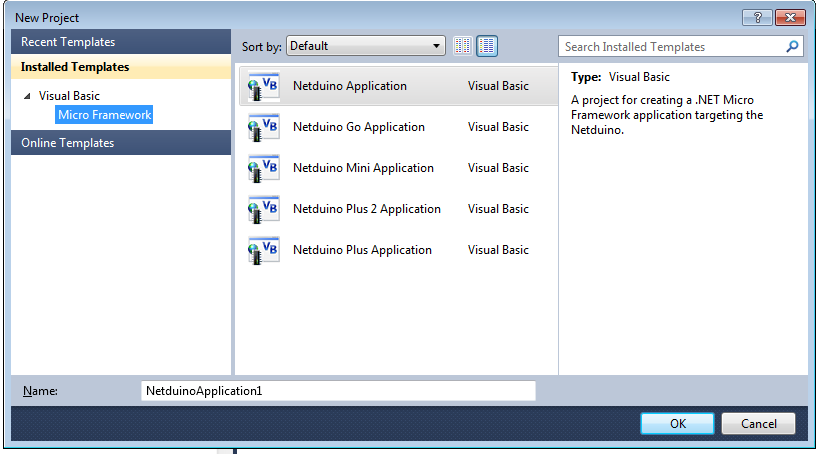 New Project
Recent Templates
Installed Templates
Visual Basic
Micro Framework
Online Templates
Sort by: Default
Search Installed Templates
VB Netduino Application Visual Basic
VB Netduino Go Application Visual Basic
VB Netduino Mini Application Visual Basic
VB Netduino Plus 2 Application Visual Basic
VB Netduino Plus Application Visual Basic
Type: Visual Basic
A project for creating a .NET Micro
Framework application targeting the
Netduino.
Name: NetduinoApplication1
OK Cancel